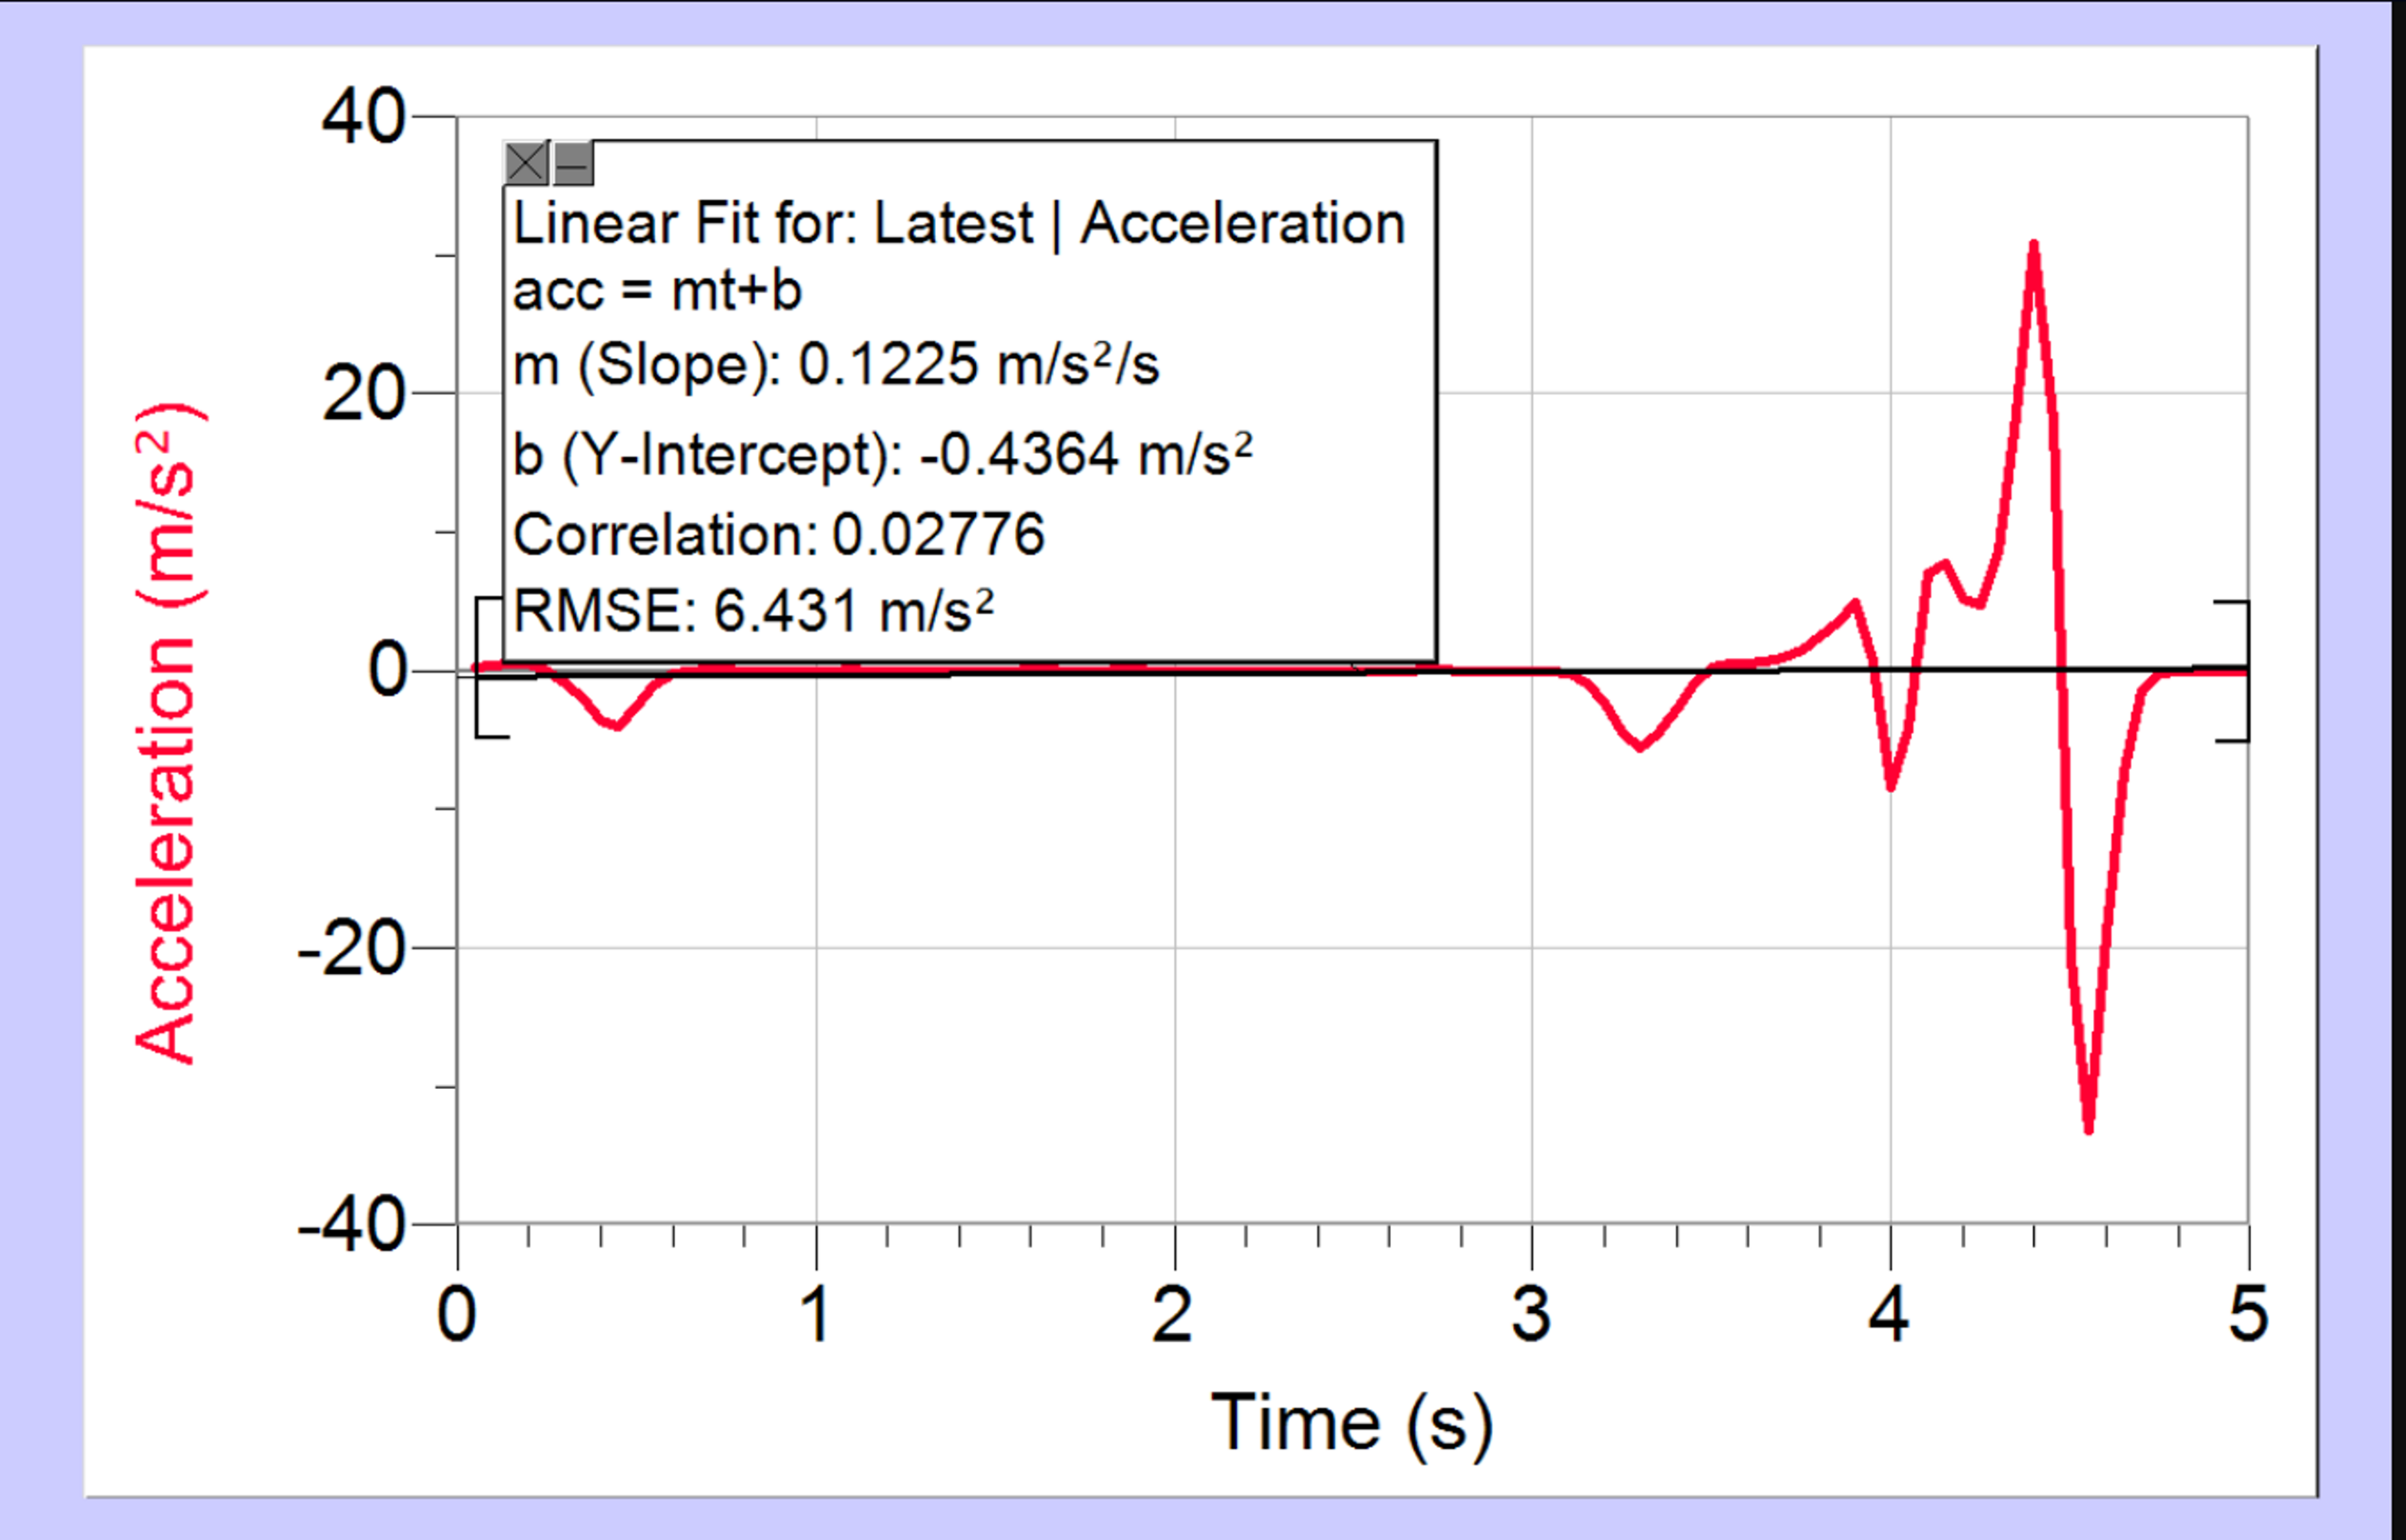 40
Linear Fit for: Latest | Acceleration
acc = mt+b
m (Slope): 0.1225 m/s²/s
b (Y-Intercept): -0.4364 m/s²
Correlation: 0.02776
RMSE: 6.431 m/s²
20
0
-20
-40
Acceleration (m/s²)
0 1 2 3 4 5
Time (s)